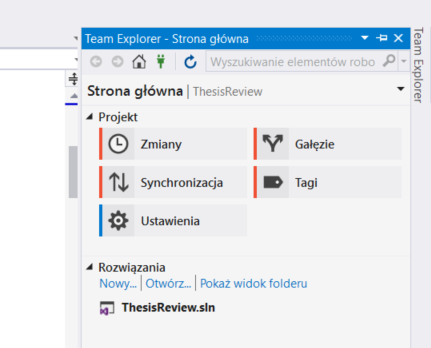 Team Explorer - Strona główna
Wyszukiwanie elementów robo
Strona główna | ThesisReview
Projekt
Zmiany
Gałęzie
Synchronizacja
Tagi
Ustawienia
Rozwiązania
Nowy... | Otwórz... | Pokaż widok folderu
ThesisReview.sln
Team Explorer